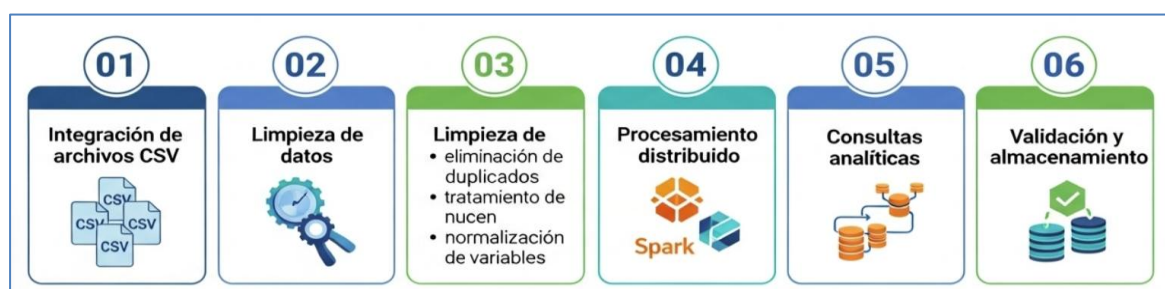 01
Integración de
archivos CSV
CSV
CSV
CSV
CSV
02
Limpieza de
datos
03
Limpieza de
• eliminación de
duplicados
• tratamiento de
nucen
• normalización
de variables
04
Procesamiento
distribuido
Spark
05
Consultas
analíticas
06
Validación y
almacenamiento